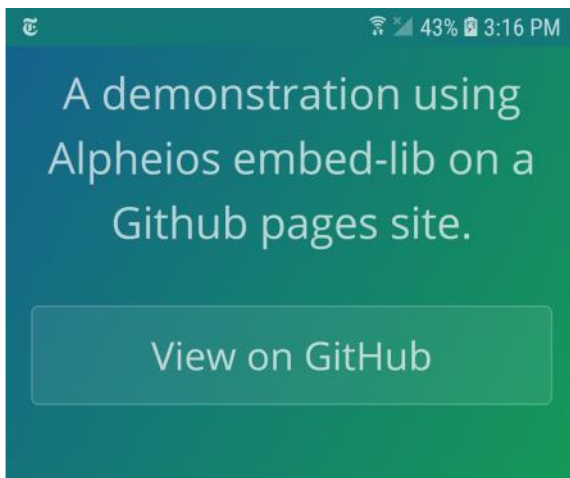 43% 3:16 PM
A demonstration using
Alpheios embed-lib on a
Github pages site.
View on GitHub